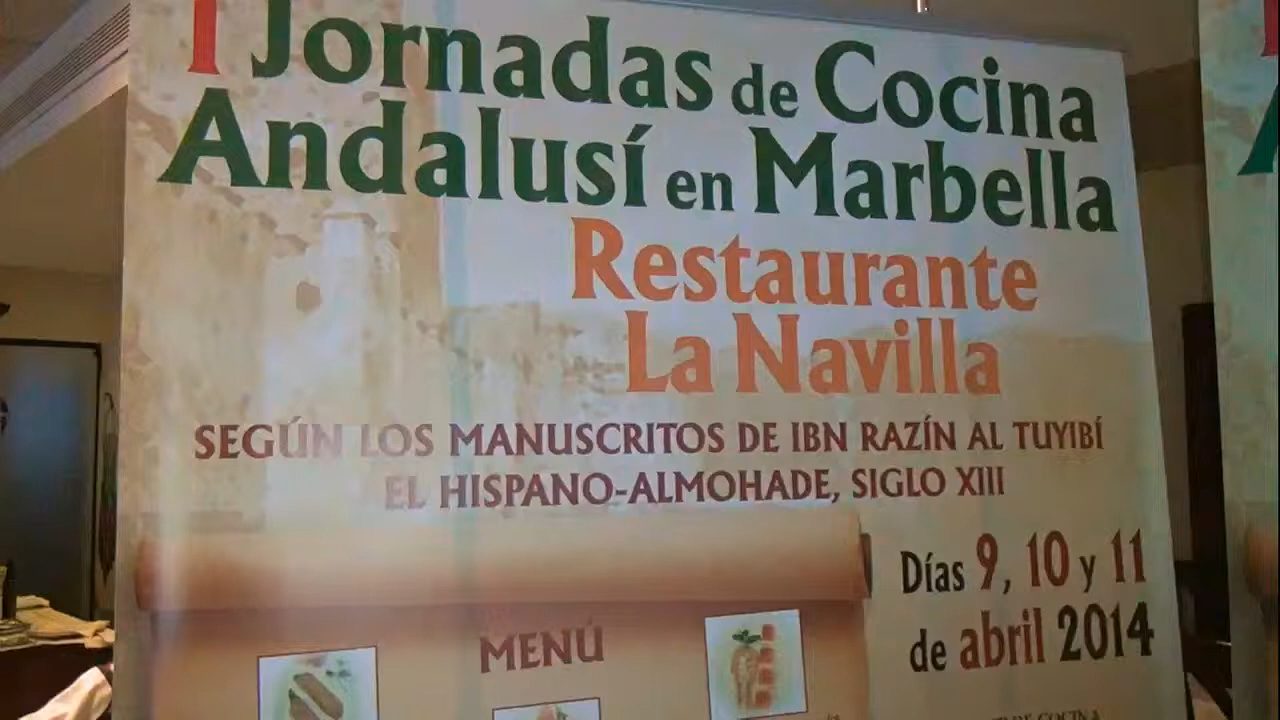 I Jornadas de Cocina
Andalusí en Marbella
Restaurante
La Navilla
SEGÚN LOS MANUSCRITOS DE IBN RAZÍN AL TUYIBÍ
EL HISPANO-ALMOHADE, SIGLO XIII
Días 9, 10 y 11
de abril 2014
MENÚ